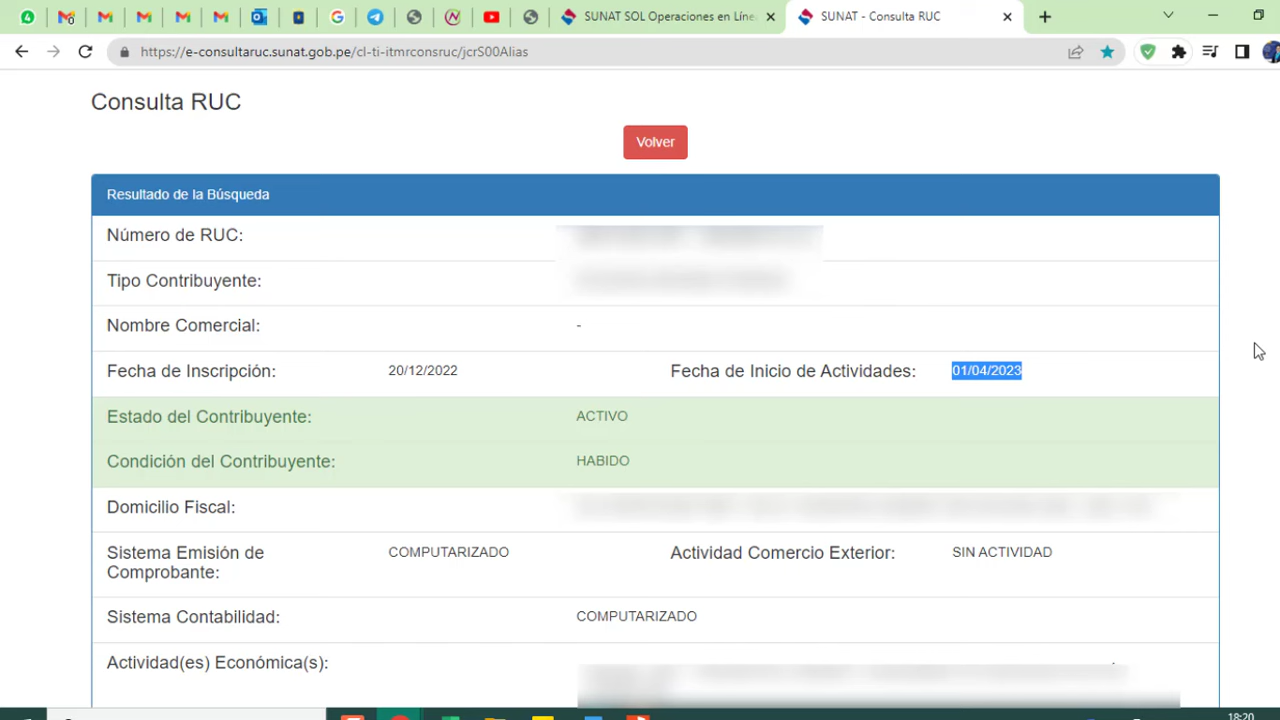 SUNAT SOL Operaciones en Líne
SUNAT - Consulta RUC
https://e-consultaruc.sunat.gob.pe/cl-ti-itmrconsruc/jcrS00Alias
Consulta RUC
Volver
Resultado de la Búsqueda
Número de RUC:
Tipo Contribuyente:
Nombre Comercial: -
Fecha de Inscripción: 20/12/2022 Fecha de Inicio de Actividades: 01/04/2023
Estado del Contribuyente: ACTIVO
Condición del Contribuyente: HABIDO
Domicilio Fiscal:
Sistema Emisión de
Comprobante: COMPUTARIZADO Actividad Comercio Exterior: SIN ACTIVIDAD
Sistema Contabilidad: COMPUTARIZADO
Actividad(es) Económica(s):
18:20